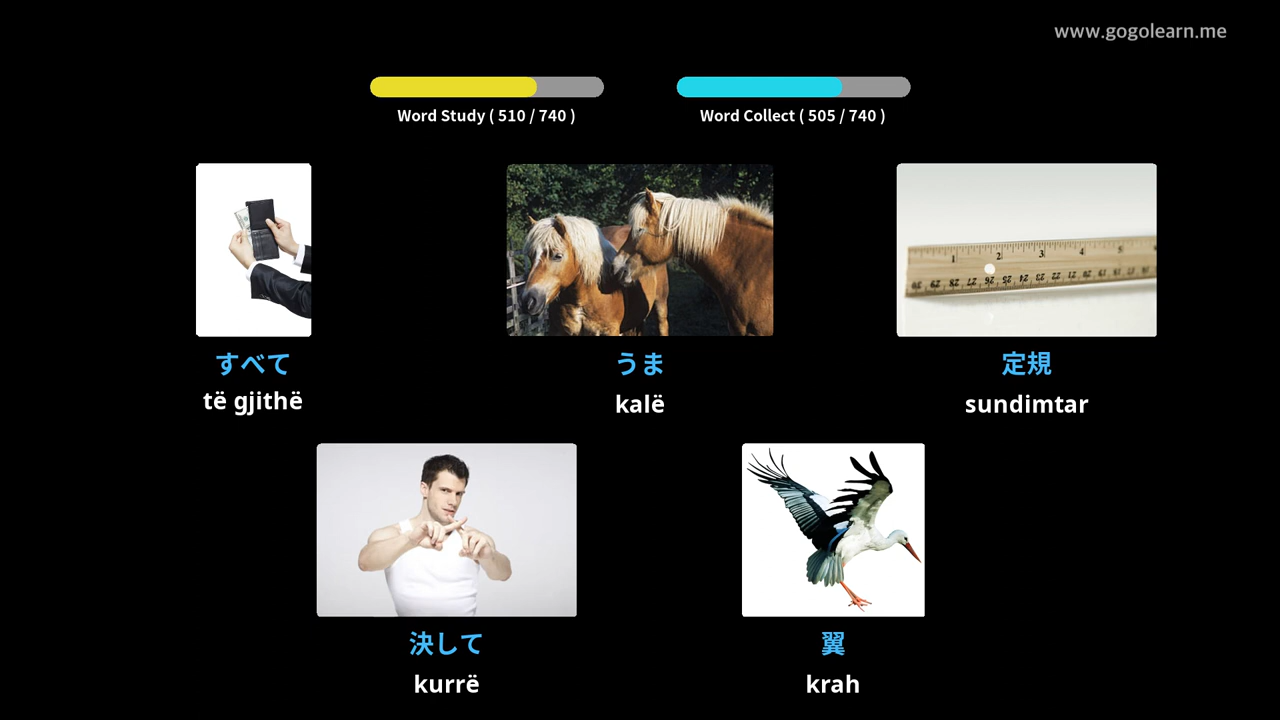 www.gogolearn.me
Word Study ( 510 / 740 )
Word Collect ( 505 / 740 )
すべて
të gjithë
うま
kalë
定規
sundimtar
決して
kurrë
翼
krah